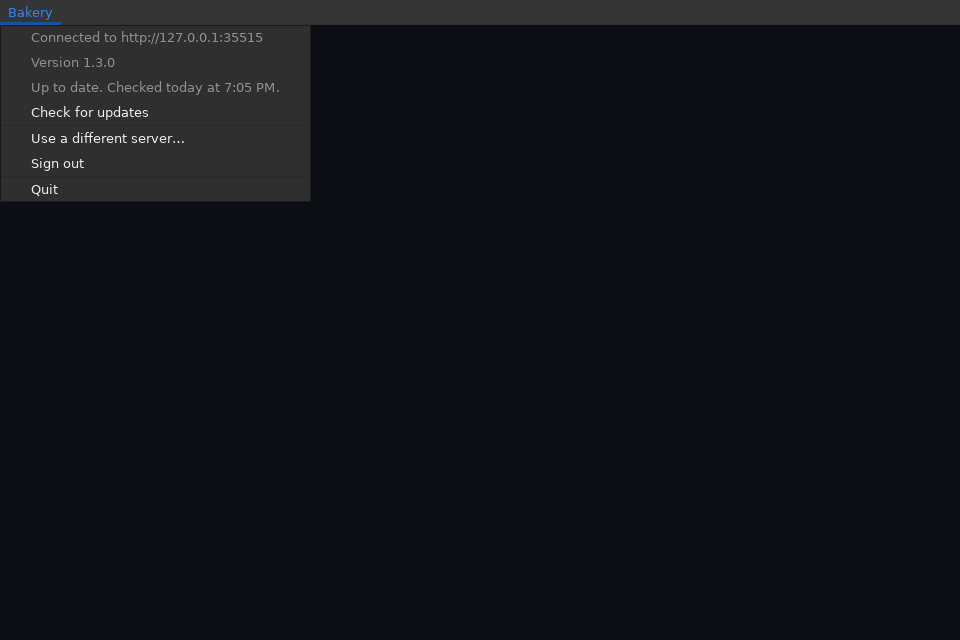 Bakery
Connected to http://127.0.0.1:35515
Version 1.3.0
Up to date. Checked today at 7:05 PM.
Check for updates
Use a different server...
Sign out
Quit